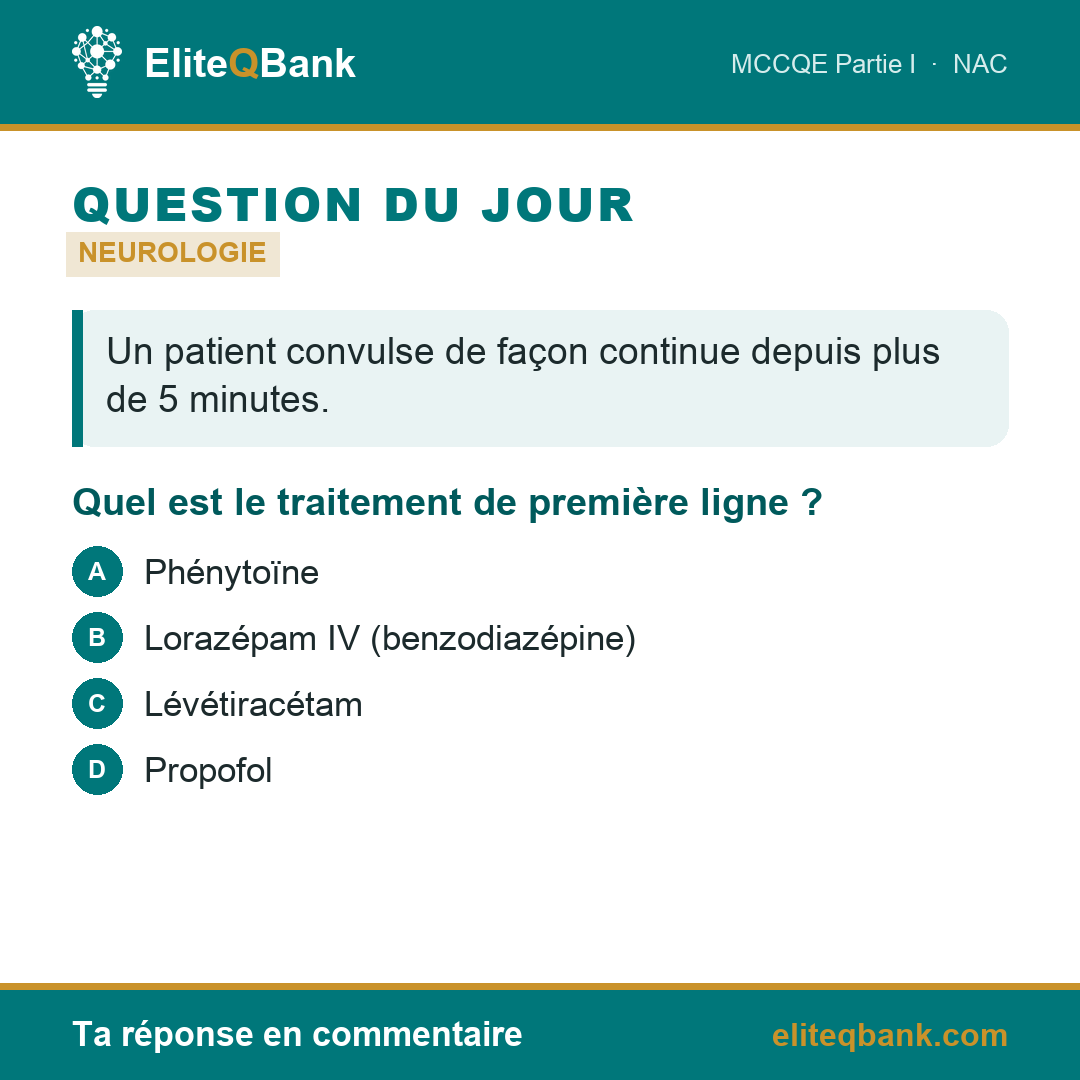 EliteQBank
MCCQE Partie I · NAC
QUESTION DU JOUR
NEUROLOGIE
Un patient convulse de façon continue depuis plus
de 5 minutes.
Quel est le traitement de première ligne ?
A Phénytoïne
B Lorazépam IV (benzodiazépine)
C Lévétiracétam
D Propofol
Ta réponse en commentaire
eliteqbank.com